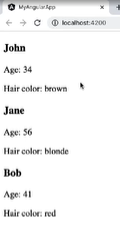 MyAngularApp
localhost:4200
John
Age: 34
Hair color: brown
Jane
Age: 56
Hair color: blonde
Bob
Age: 41
Hair color: red